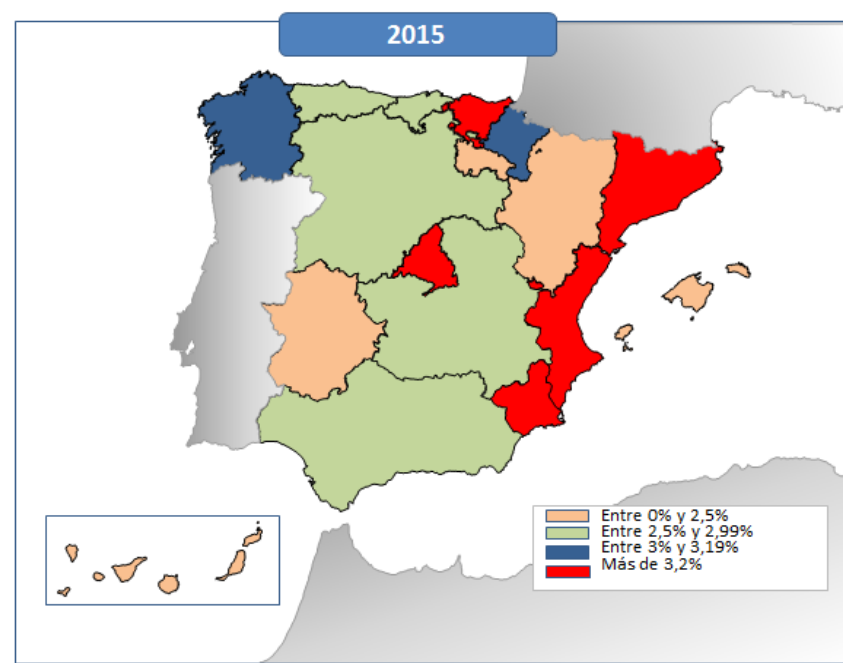 2015
Entre 0% y 2,5%
Entre 2,5% y 2,99%
Entre 3% y 3,19%
Más de 3,2%